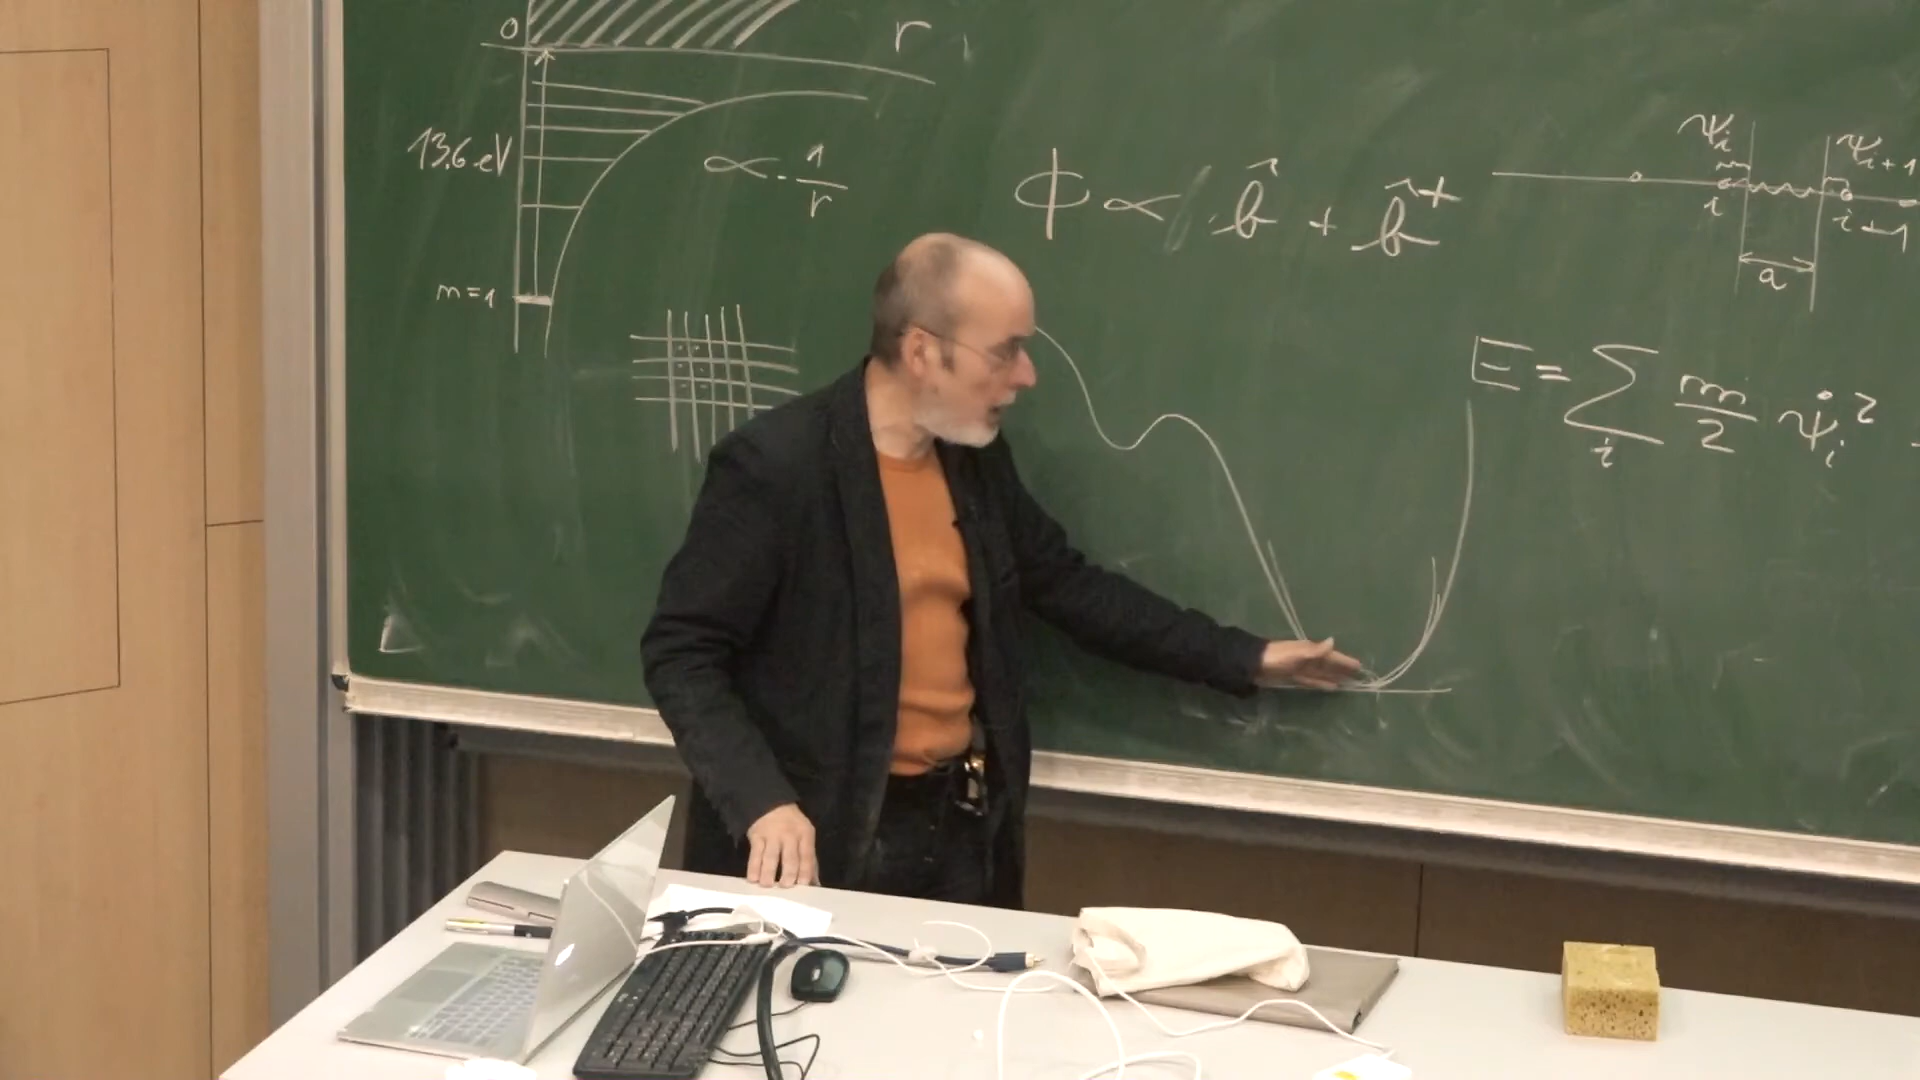 0
r
13,6 eV
∝ - 1/r
n=1
ϕ ∝ b̂ + b̂⁺
ψᵢ ψᵢ₊₁
i i+1
a
E = ∑ᵢ m/2 ψ̇ᵢ²